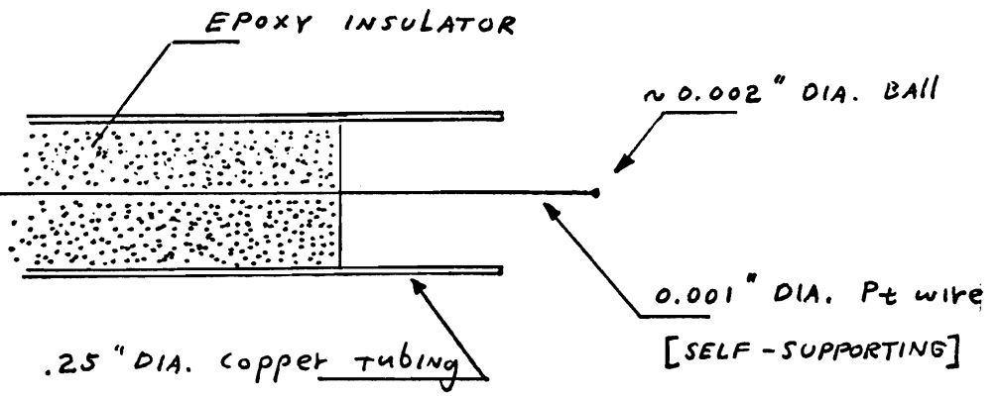 EPOXY INSULATOR
~ 0.002" DIA. BAll
0.001" DIA. Pt wire
[SELF-SUPPORTING]
.25" DIA. copper tubing